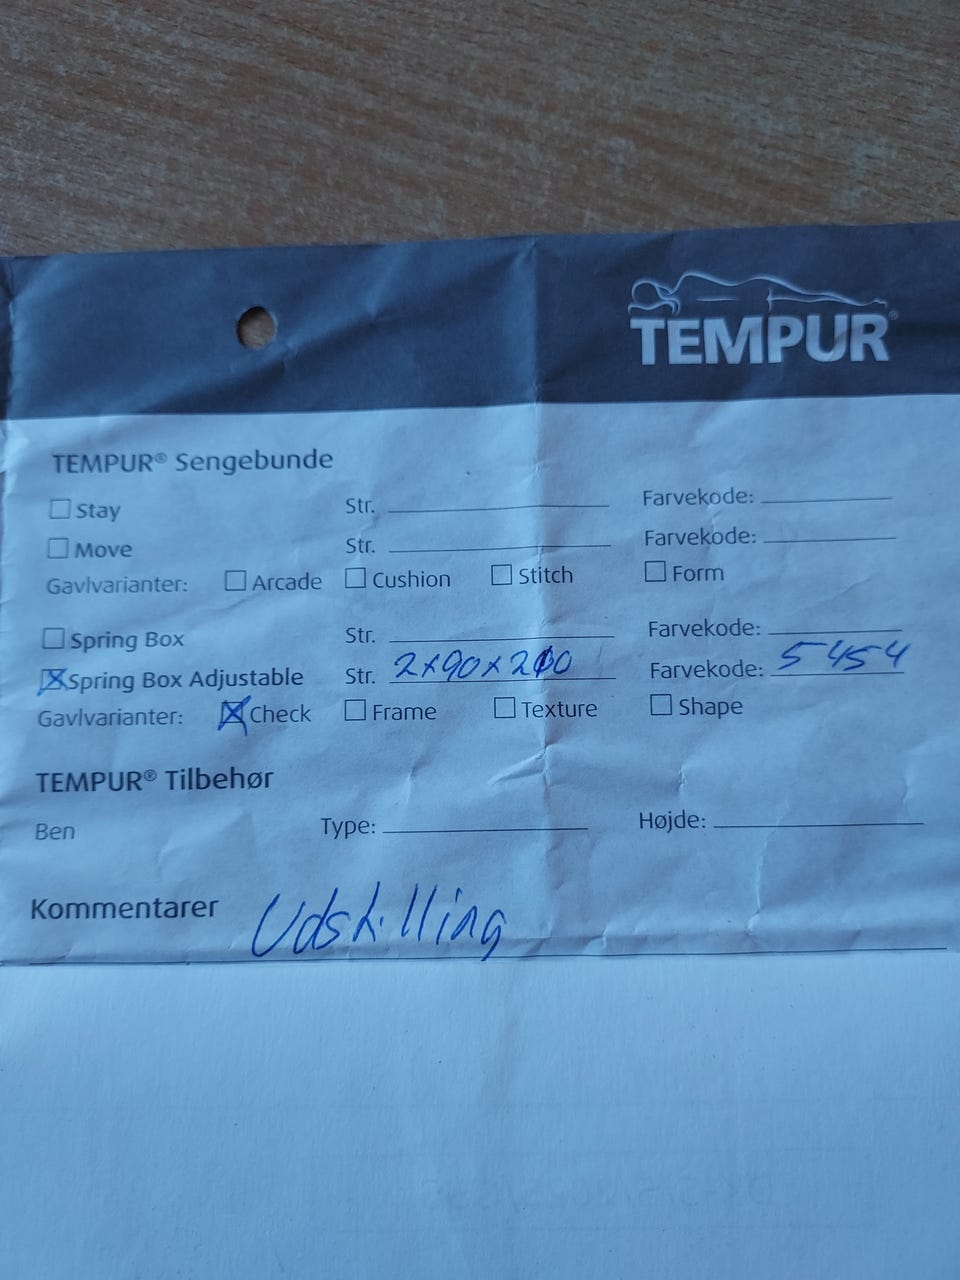 TEMPUR®
TEMPUR® Sengebunde
☐ Stay Str. Farvekode:
☐ Move Str. Farvekode:
Gavlvarianter: ☐ Arcade ☐ Cushion ☐ Stitch ☐ Form
☐ Spring Box Str. Farvekode:
☒ Spring Box Adjustable Str. 2x90x200 Farvekode: 5454
Gavlvarianter: ☒ Check ☐ Frame ☐ Texture ☐ Shape
TEMPUR® Tilbehør
Ben Type: Højde:
Kommentarer Udskilling